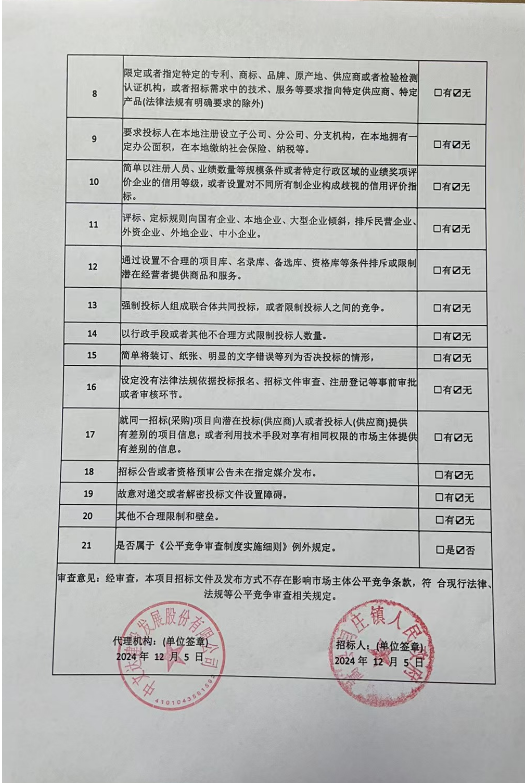 8
限定或者指定特定的专利、商标、品牌、原产地、供应商或者检验检测
认证机构，或者招标需求中的技术、服务等要求指向特定供应商、特定
产品(法律法规有明确要求的除外)
☐有☑无
9
要求投标人在本地注册设立子公司、分公司、分支机构，在本地拥有一
定办公面积，在本地缴纳社会保险、纳税等。
☐有☑无
10
简单以注册人员、业绩数量等规模条件或者特定行政区域的业绩奖项评
价企业的信用等级，或者设置对不同所有制企业构成歧视的信用评价指
标。
☐有☑无
11
评标、定标规则向国有企业、本地企业、大型企业倾斜，排斥民营企业、
外资企业、外地企业、中小企业。
☐有☑无
12
通过设置不合理的项目库、名录库、备选库、资格库等条件排斥或限制
潜在经营者提供商品和服务。
☐有☑无
13
强制投标人组成联合体共同投标，或者限制投标人之间的竞争。
☐有☑无
14
以行政手段或者其他不合理方式限制投标人数量。
☐有☑无
15
简单将装订、纸张、明显的文字错误等列为否决投标的情形，
☐有☑无
16
设定没有法律法规依据投标报名、招标文件审查、注册登记等事前审批
或者审核环节。
☐有☑无
17
就同一招标(采购)项目向潜在投标(供应商)人或者投标人(供应商)提供
有差别的项目信息；或者利用技术手段对享有相同权限的市场主体提供
有差别的信息。
☐有☑无
18
招标公告或者资格预审公告未在指定媒介发布。
☐有☑无
19
故意对递交或者解密投标文件设置障碍。
☐有☑无
20
其他不合理限制和壁垒。
☐有☑无
21
是否属于《公平竞争审查制度实施细则》例外规定。
☐是☑否
审查意见：经审查，本项目招标文件及发布方式不存在影响市场主体公平竞争条款，符 合现行法律、
法规等公平竞争审查相关规定。
代理机构：(单位签章)
2024 年 12 月 5 日
招标人：(单位签章)
2024 年 12 月 5 日
发展股份有限公司
庄镇人民政府